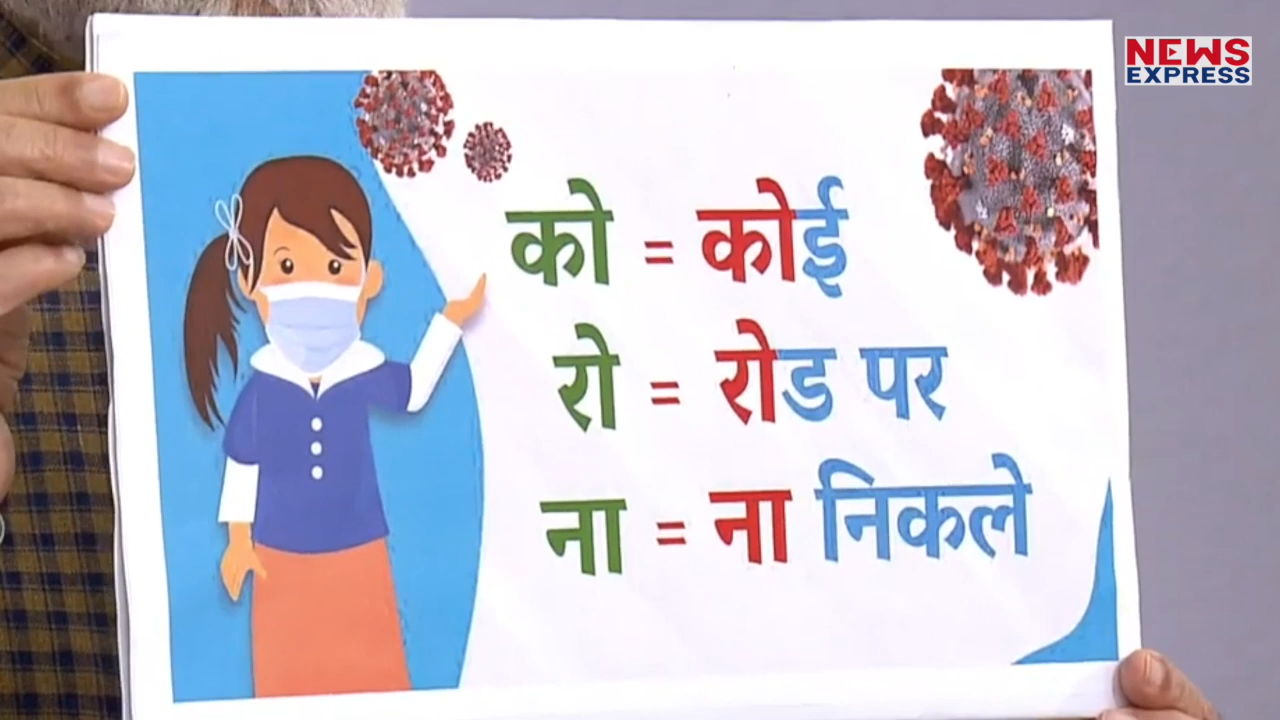 NEWS
EXPRESS
को = कोई
रो = रोड पर
ना = ना निकले